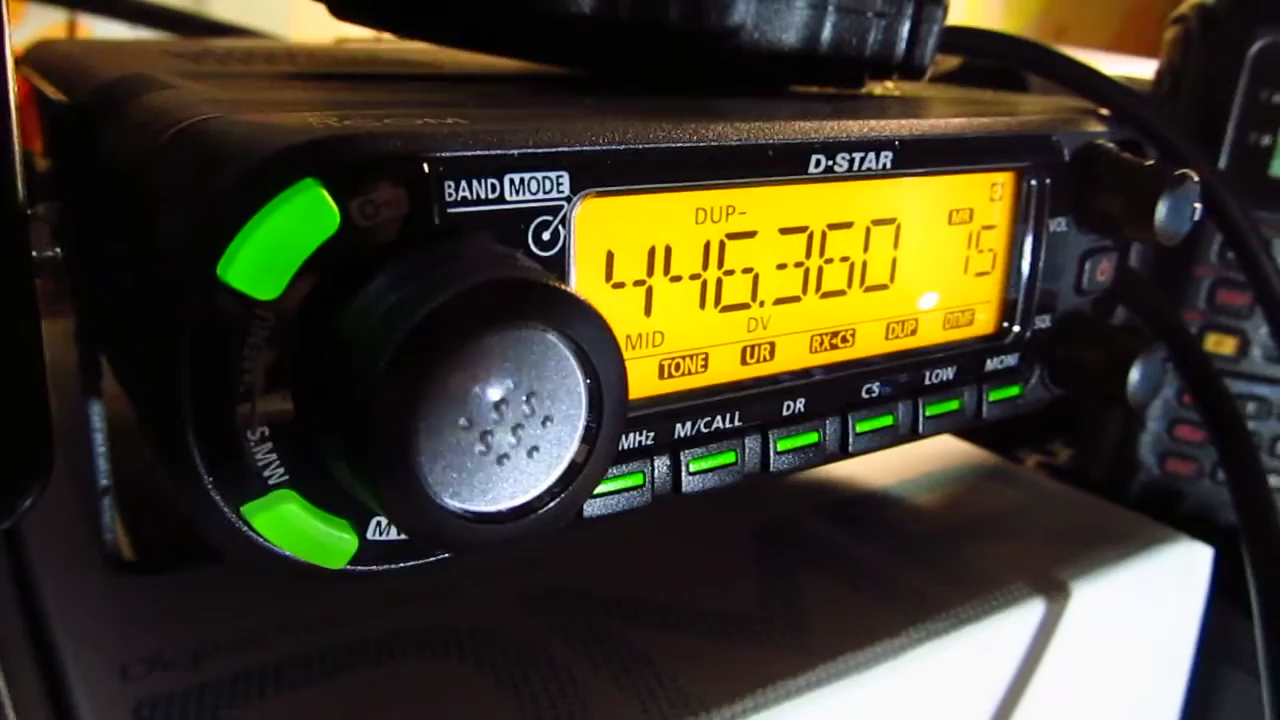 ICOM
D-STAR
BAND MODE
DUP-
446.360
MR
15
MID
DV
TONE
UR
RX→CS
DUP
DTMF
VOL
SQL
MHz
M/CALL
DR
CS
LOW
MONI
S.MW